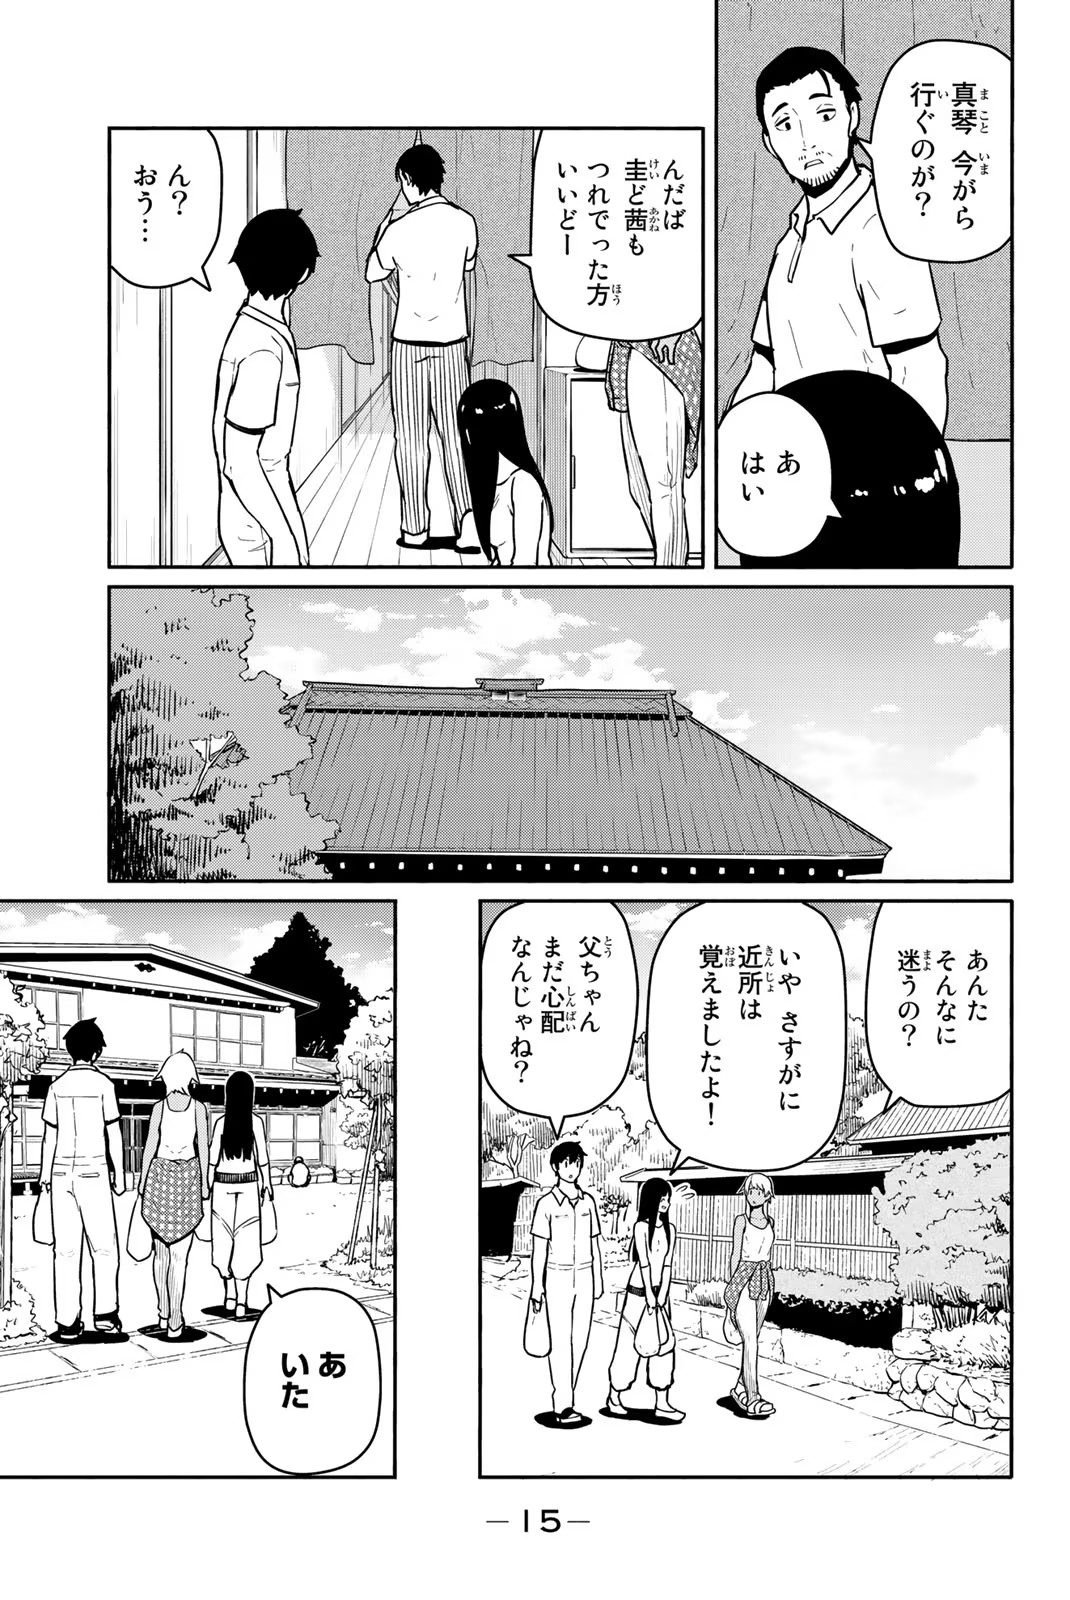 真琴 今がら
行ぐのが?
あ
はい
んだば
圭ど茜も
つれでった方
いいどー
ん?
おう…
あんた
そんなに
迷うの?
いや さすがに
近所は
覚えましたよ!
父ちゃん
まだ心配
なんじゃね?
あ
いた
—15—